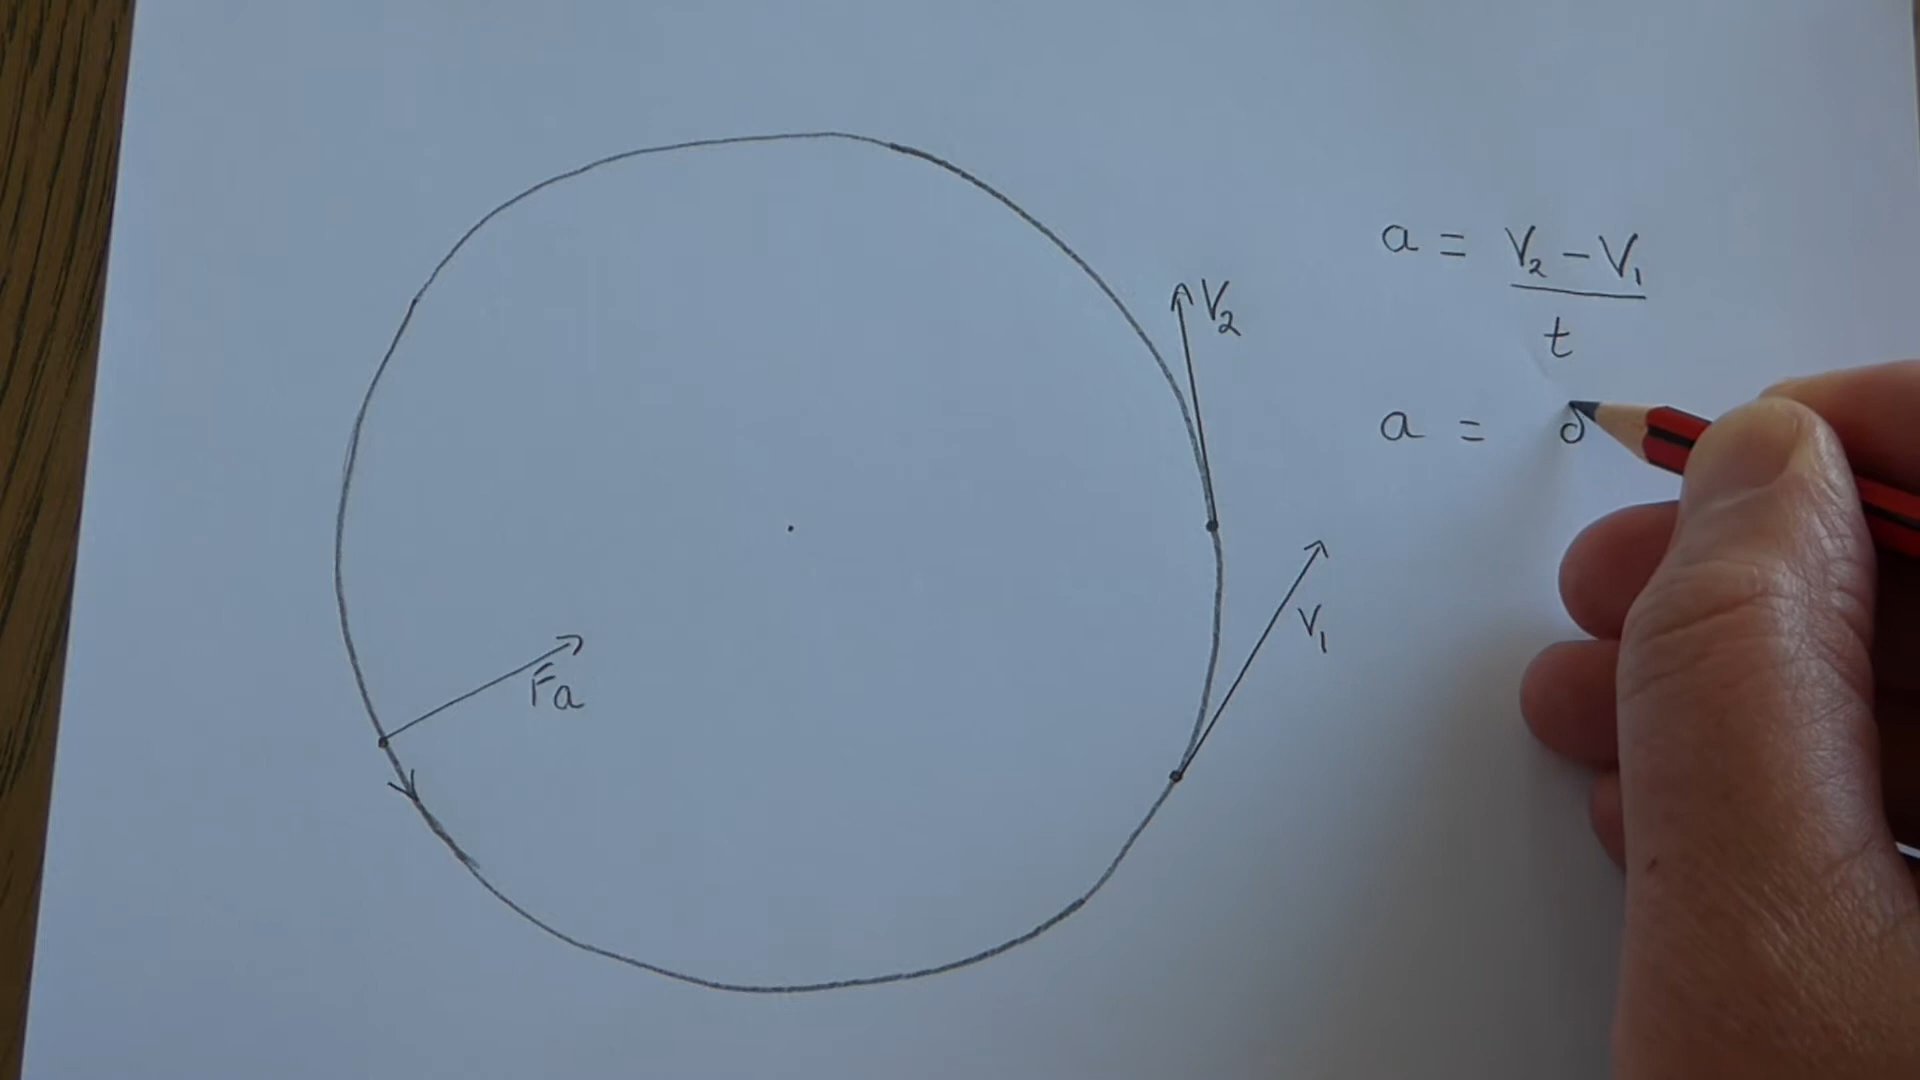 a = V₂ - V₁
t
V₂
a = δ
V₁
Fa